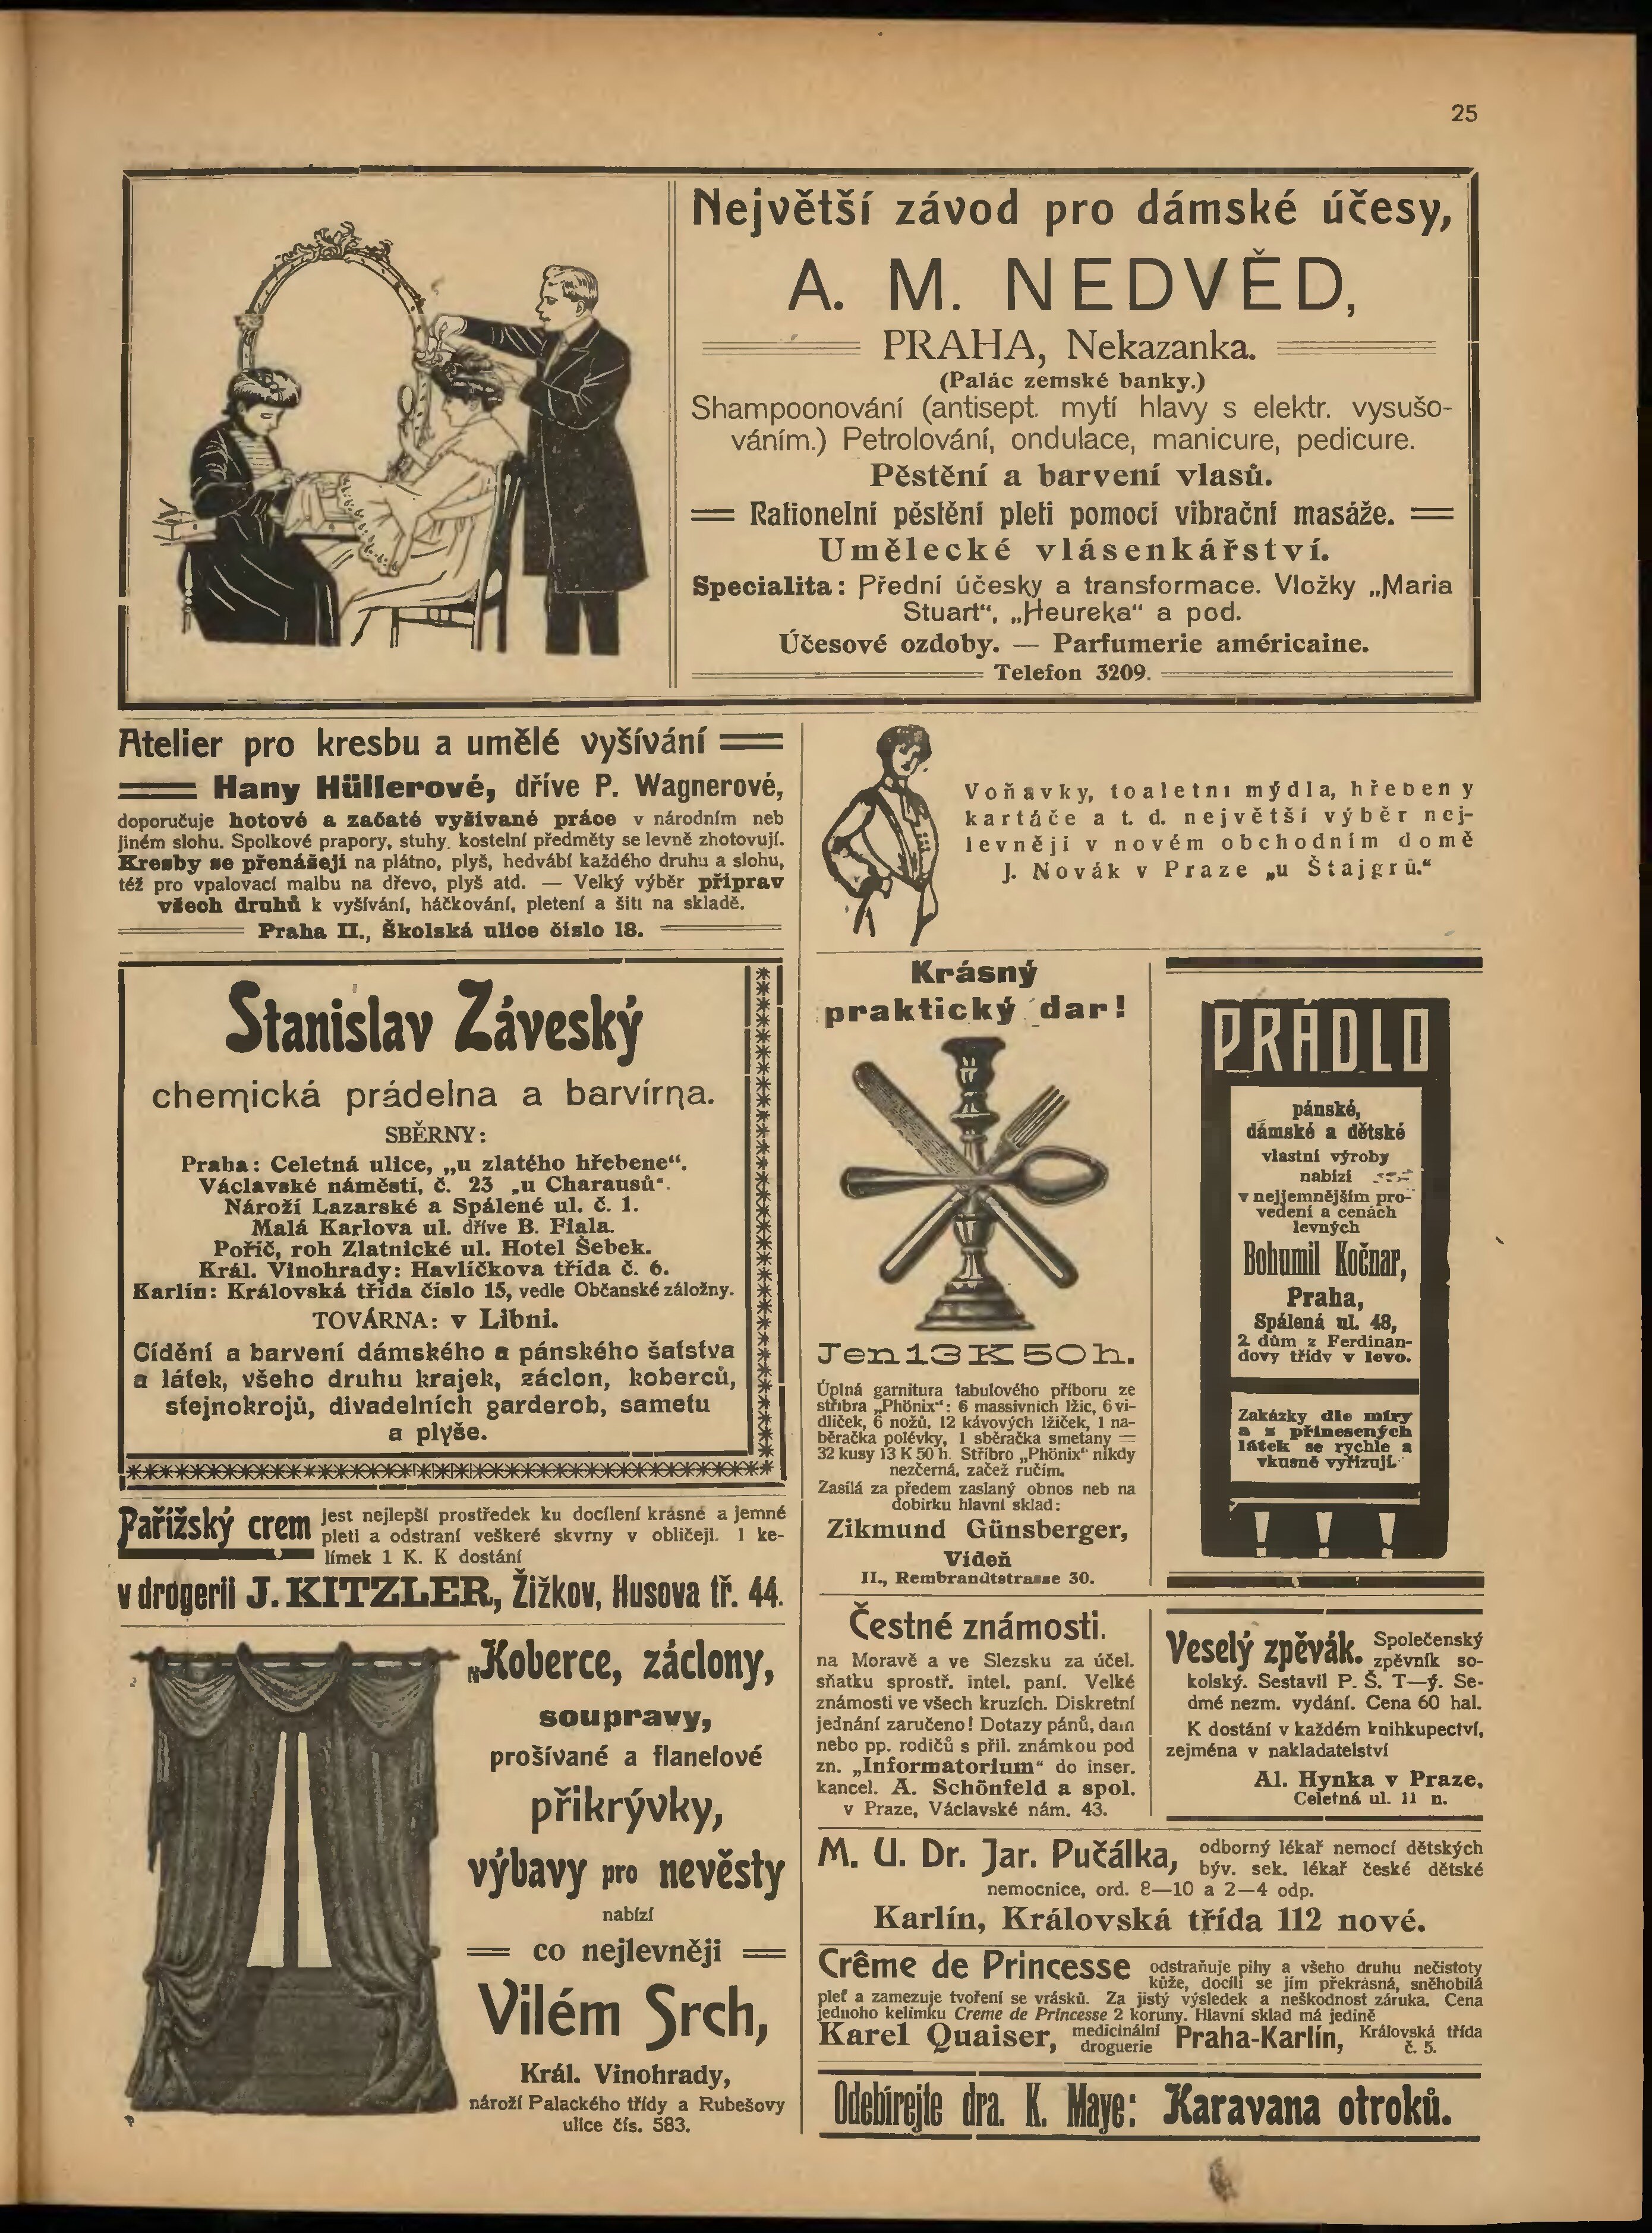 25
Největší závod pro dámské účesy,
A. M. NEDVĚD,
PRAHA, Nekazanka.
(Palác zemské banky.)
Shampoonování (antisept. mytí hlavy s elektr. vysušo-
váním.) Petrolování, ondulace, manicure, pedicure.
Pěstění a barvení vlasů.
Rationelní pěstění pleti pomocí vibrační masáže.
Umělecké vlásenkářství.
Specialita: Přední účesky a transformace. Vložky „Maria
Stuart“, „Heureka“ a pod.
Účesové ozdoby. — Parfumerie américaine.
Telefon 3209.
Atelier pro kresbu a umělé vyšívání
Hany Hüllerové, dříve P. Wagnerové,
doporučuje hotové a začaté vyšívané práce v národním neb
jiném slohu. Spolkové prapory, stuhy, kostelní předměty se levně zhotovují.
Kresby se přenášejí na plátno, plyš, hedvábí každého druhu a slohu,
též pro vpalovací malbu na dřevo, plyš atd. — Velký výběr příprav
všech druhů k vyšívání, háčkování, pletení a šití na skladě.
Praha II., Školská ulice číslo 18.
Voňavky, toaletní mýdla, hřebeny
kartáče a t. d. největší výběr nej-
levněji v novém obchodním domě
J. Novák v Praze „u Štajgrů.“
Stanislav Záveský
chemická prádelna a barvírna.
SBĚRNY:
Praha: Celetná ulice, „u zlatého hřebene“.
Václavské náměstí, č. 23 „u Charausů“.
Nároží Lazarské a Spálené ul. č. 1.
Malá Karlova ul. dříve B. Fiala.
Poříč, roh Zlatnické ul. Hotel Šebek.
Král. Vinohrady: Havlíčkova třída č. 6.
Karlín: Královská třída číslo 15, vedle Občanské záložny.
TOVÁRNA: v Libni.
Cídění a barvení dámského a pánského šatstva
a látek, všeho druhu krajek, záclon, koberců,
stejnokrojů, divadelních garderob, sametu
a plyše.
Krásný
praktický dar!
Jen 13 K 50 h.
Úplná garnitura tabulového příboru ze
stříbra „Phönix“: 6 massivních lžic, 6 vi-
dliček, 6 nožů, 12 kávových lžiček, 1 na-
běračka polévky, 1 sběračka smetany =
32 kusy 13 K 50 h. Stříbro „Phönix“ nikdy
nezčerná, začež ručím.
Zasílá za předem zaslaný obnos neb na
dobírku hlavní sklad:
Zikmund Günsberger,
Vídeň
II., Rembrandtstrasse 30.
PRÁDLO
pánské,
dámské a dětské
vlastní výroby
nabízí
v nejjemnějším pro-
vedení a cenách
levných
Bohumil Kočnar,
Praha,
Spálená ul. 48,
2. dům z Ferdinan-
dovy třídy v levo.
Zakázky dle míry
a z přinesených
látek se rychle a
vkusně vyřizují.
Pařížský crem jest nejlepší prostředek ku docílení krásné a jemné
pleti a odstraní veškeré skvrny v obličeji. 1 ke-
límek 1 K. K dostání
v drogerii J. KITZLER, Žižkov, Husova tř. 44.
„Koberce, záclony,
soupravy,
prošívané a flanelové
přikrývky,
výbavy pro nevěsty
nabízí
co nejlevněji
Vilém Srch,
Král. Vinohrady,
nároží Palackého třídy a Rubešovy
ulice čís. 583.
Čestné známosti.
na Moravě a ve Slezsku za účel.
sňatku sprostř. intel. paní. Velké
známosti ve všech kruzích. Diskretní
jednání zaručeno! Dotazy pánů, dam
nebo pp. rodičů s přil. známkou pod
zn. „Informatorium“ do inser.
kancel. A. Schönfeld a spol.
v Praze, Václavské nám. 43.
Veselý zpěvák. Společenský
zpěvník so-
kolský. Sestavil P. Š. T—ý. Se-
dmé nezm. vydání. Cena 60 hal.
K dostání v každém knihkupectví,
zejména v nakladatelství
Al. Hynka v Praze,
Celetná ul. 11 n.
M. U. Dr. Jar. Pučálka, odborný lékař nemocí dětských
býv. sek. lékař české dětské
nemocnice, ord. 8—10 a 2—4 odp.
Karlín, Královská třída 112 nové.
Crême de Princesse odstraňuje pihy a všeho druhu nečistoty
kůže, docílí se jím překrásná, sněhobílá
pleť a zamezuje tvoření se vrásků. Za jistý výsledek a neškodnost záruka. Cena
jednoho kelímku Creme de Princesse 2 koruny. Hlavní sklad má jedině
Karel Quaiser, medicinální droguerie Praha-Karlín, Královská třída č. 5.
Odebírejte dra. K. Maye: Karavana otroků.